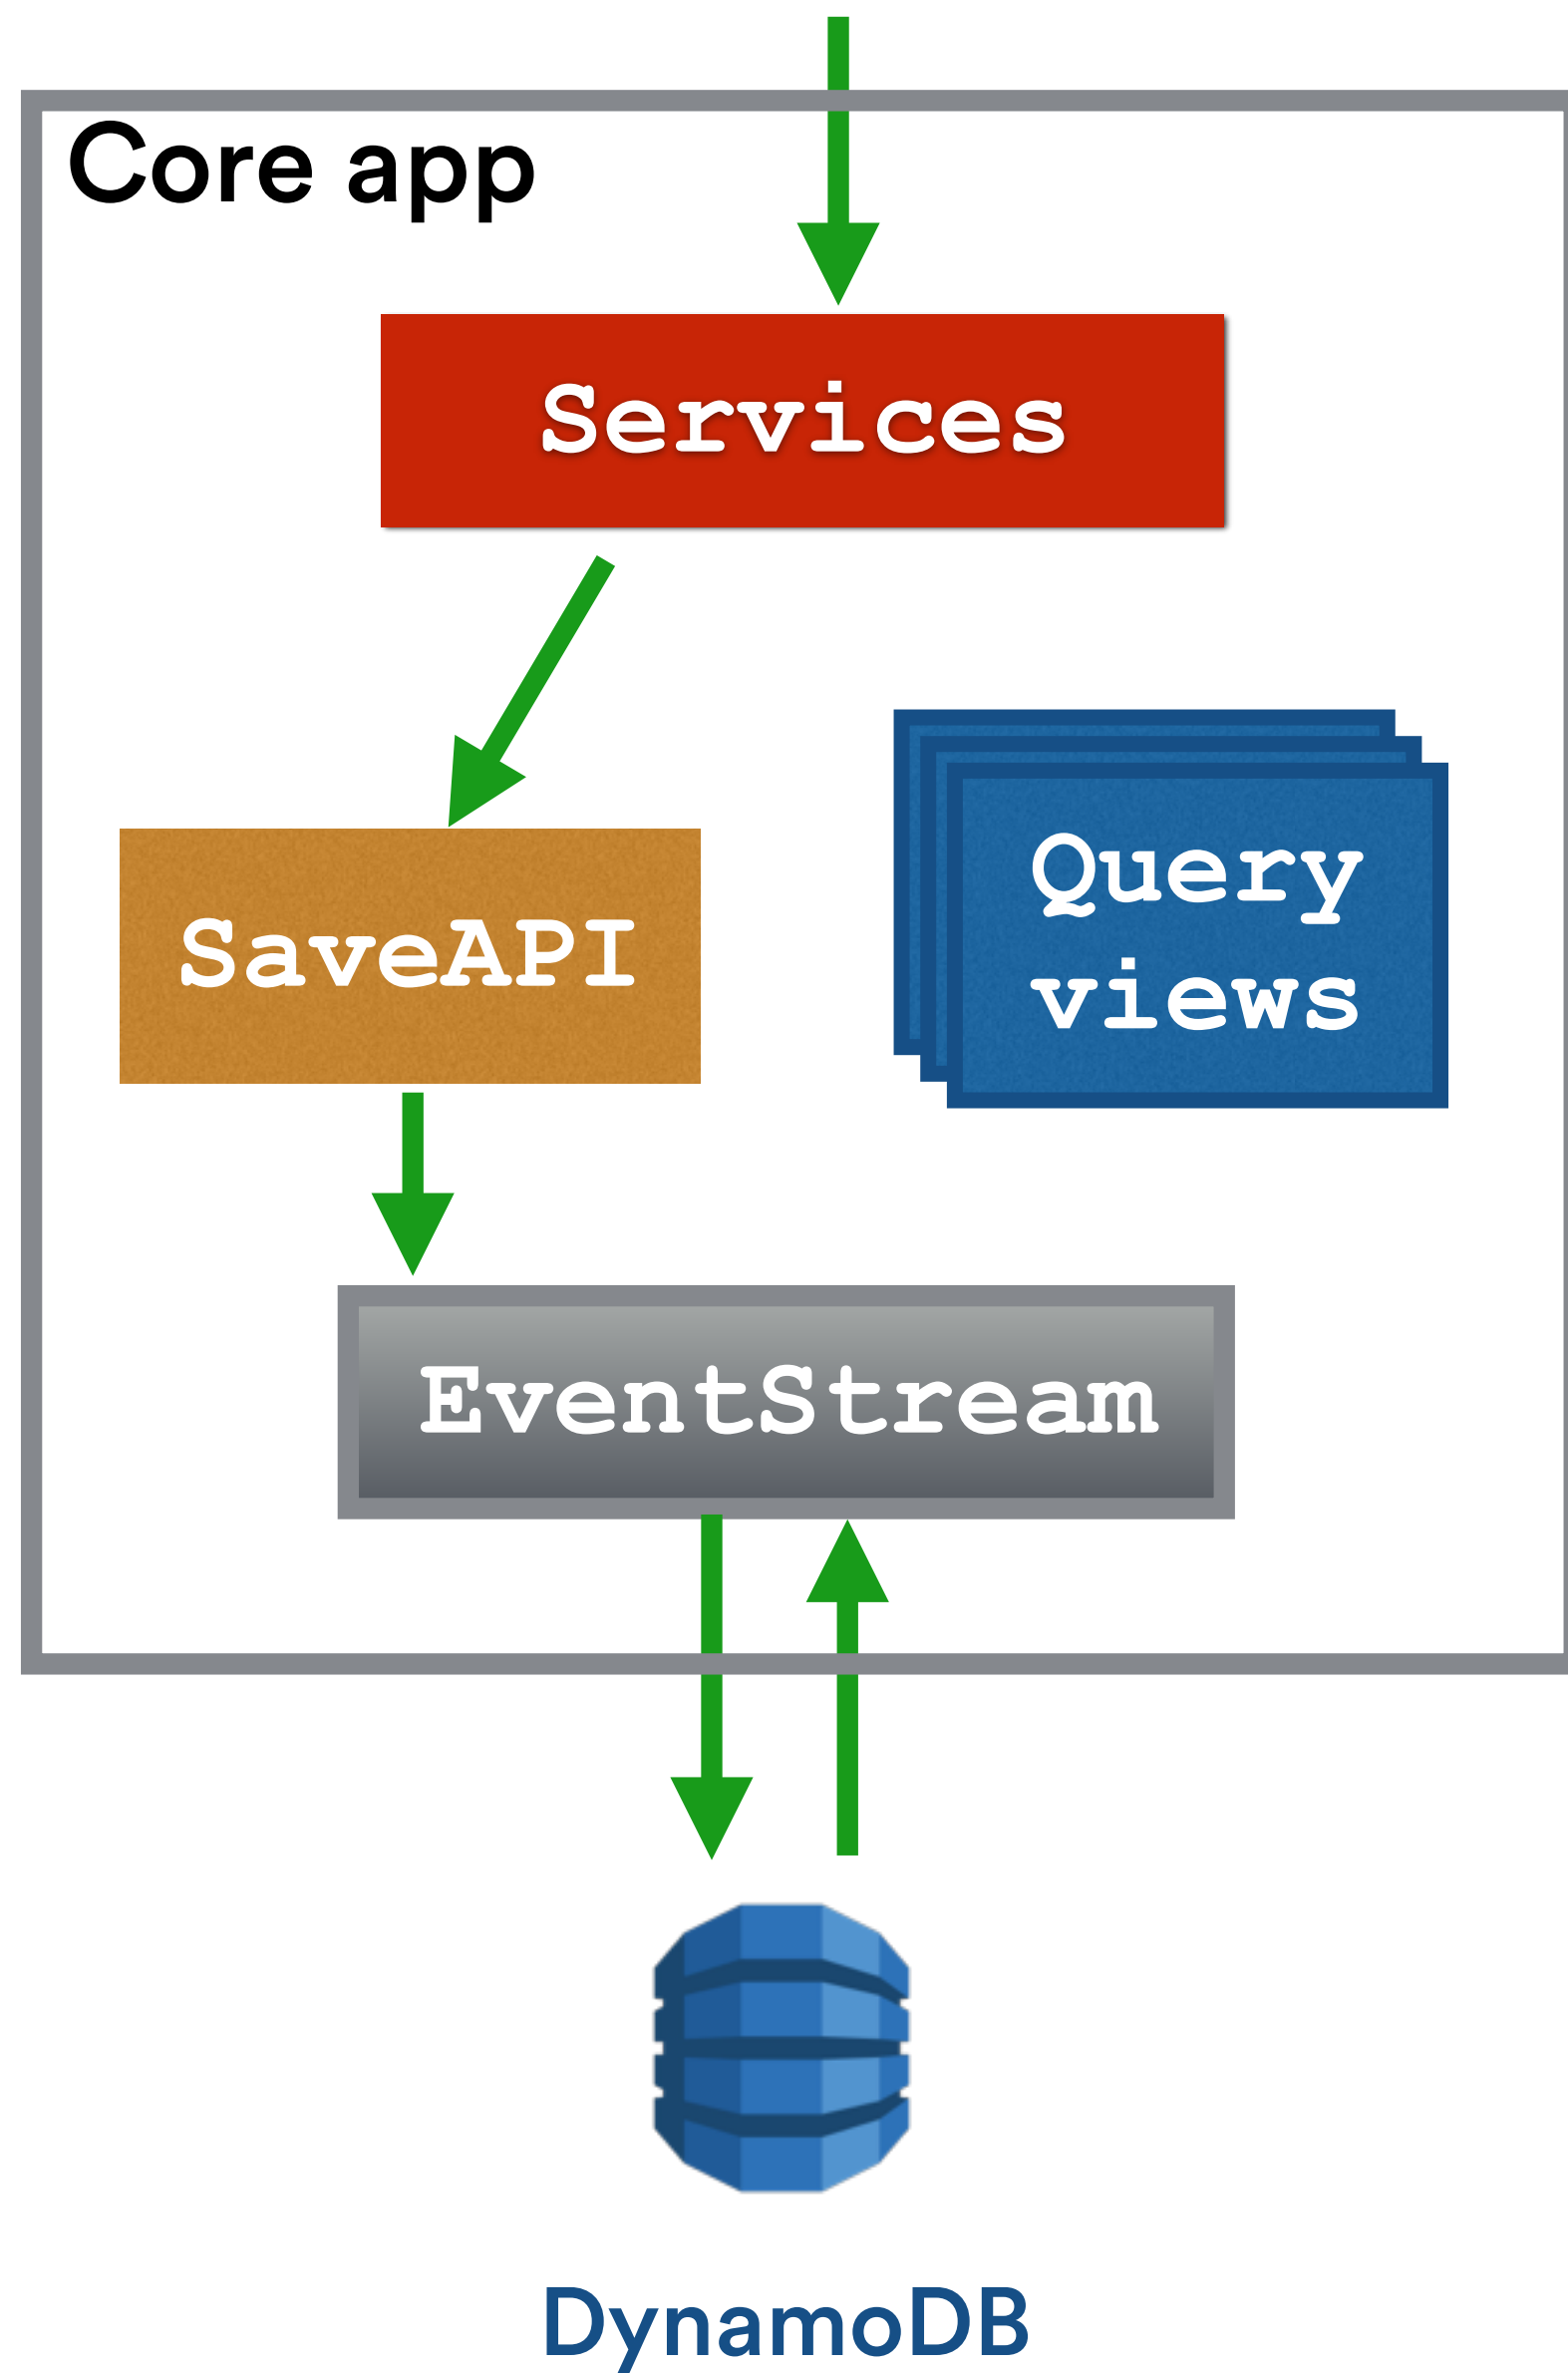 Core app
Services
SaveAPI
Query
views
EventStream
DynamoDB